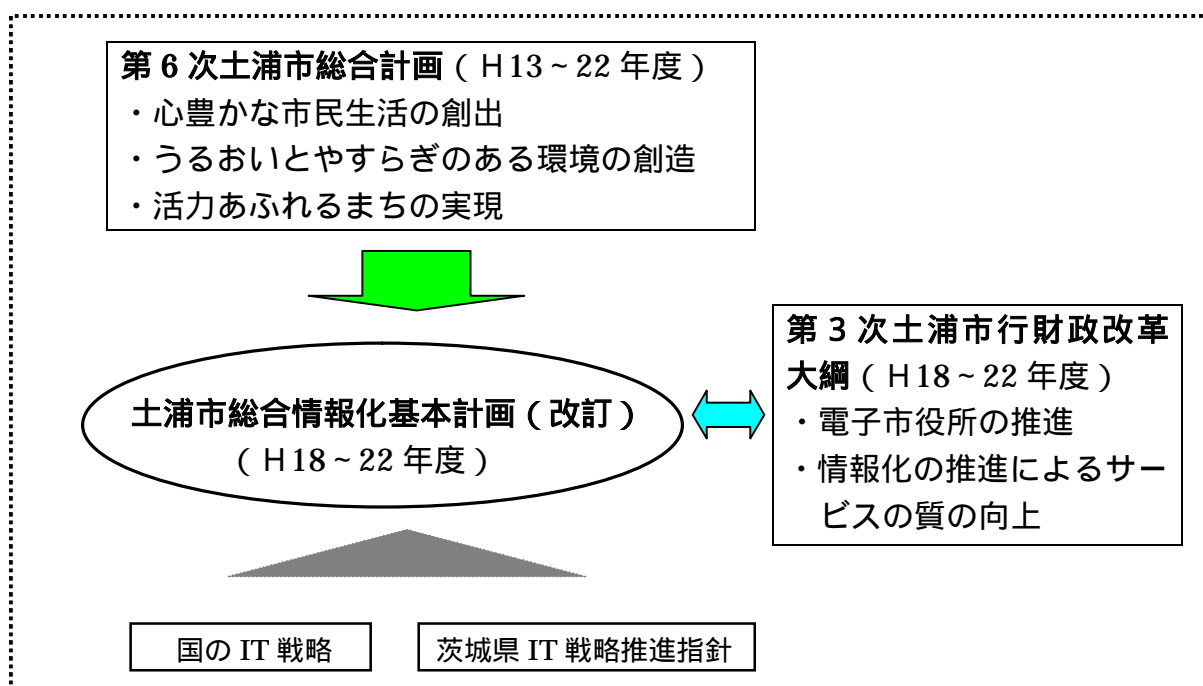 第6次土浦市総合計画（H13～22年度）
・心豊かな市民生活の創出
・うるおいとやすらぎのある環境の創造
・活力あふれるまちの実現
第3次土浦市行財政改革
大綱（H18～22年度）
・電子市役所の推進
・情報化の推進によるサー
ビスの質の向上
土浦市総合情報化基本計画（改訂）
（H18～22年度）
国のIT戦略
茨城県IT戦略推進指針